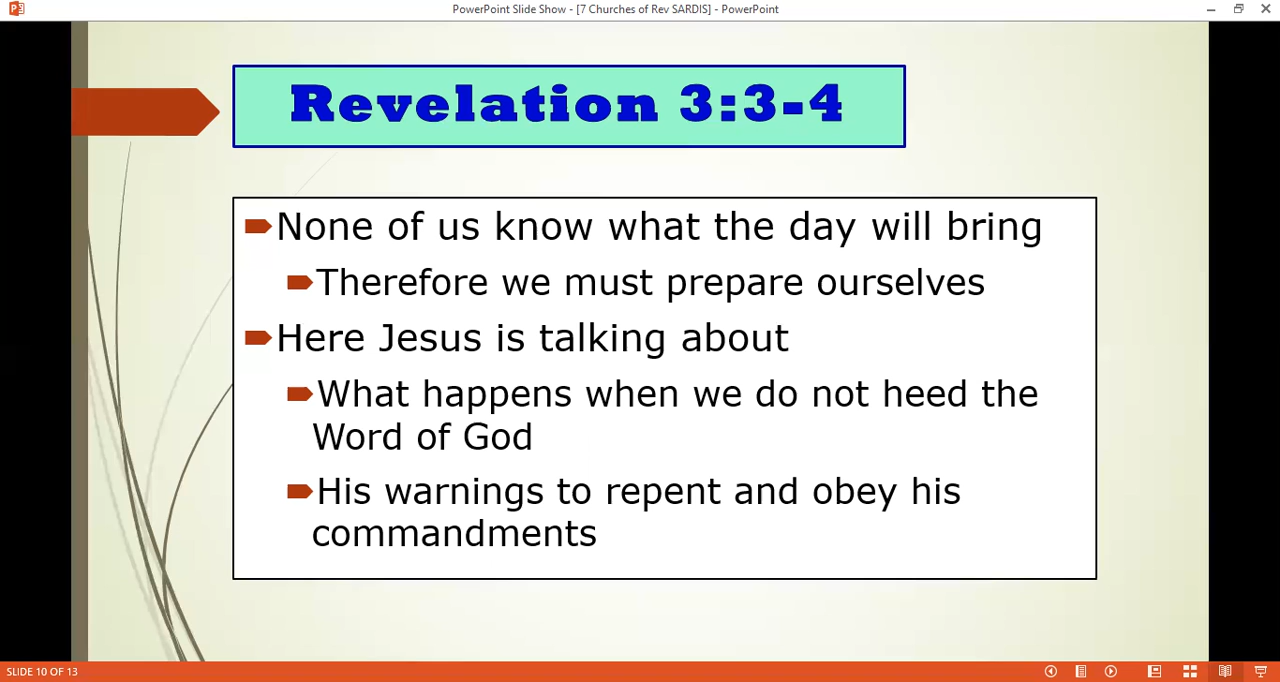 PowerPoint Slide Show - [7 Churches of Rev SARDIS] - PowerPoint
Revelation 3:3-4
None of us know what the day will bring
Therefore we must prepare ourselves
Here Jesus is talking about
What happens when we do not heed the
Word of God
His warnings to repent and obey his
commandments
SLIDE 10 OF 13